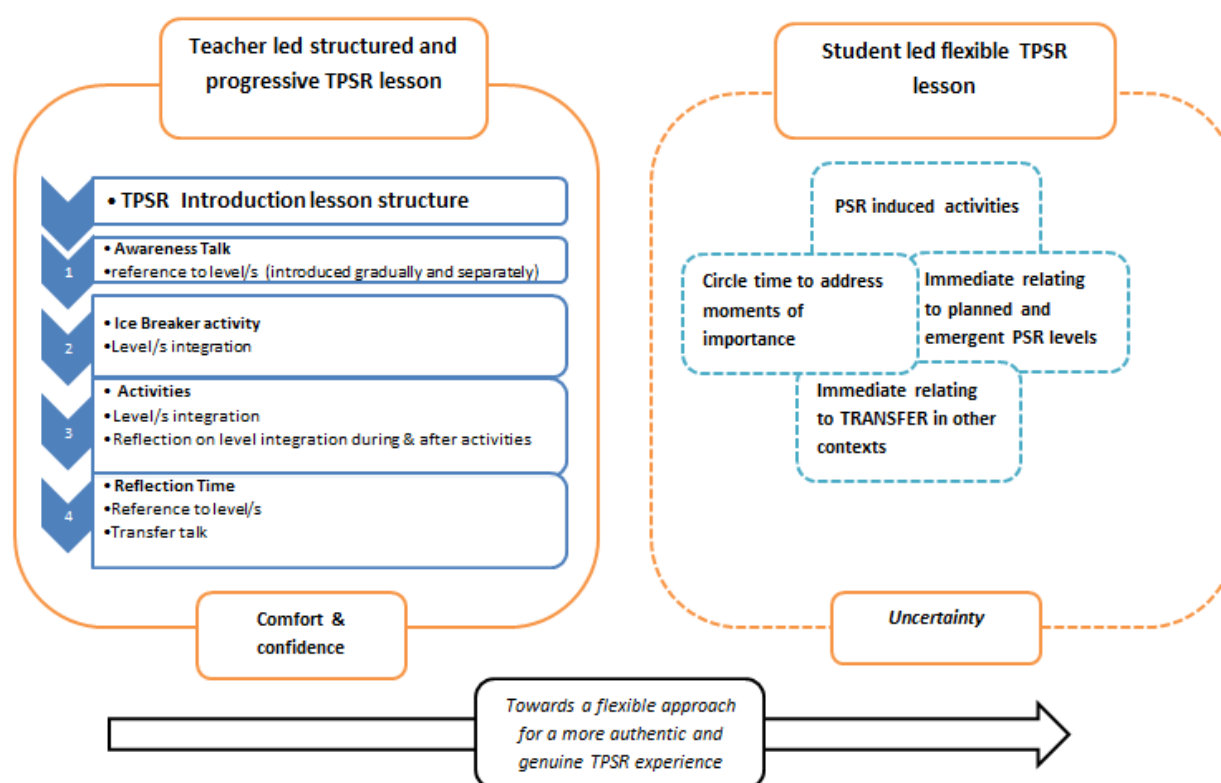 Teacher led structured and
progressive TPSR lesson
• TPSR Introduction lesson structure
1
• Awareness Talk
•reference to level/s (introduced gradually and separately)
2
• Ice Breaker activity
•Level/s integration
3
• Activities
•Level/s integration
•Reflection on level integration during & after activities
4
• Reflection Time
•Reference to level/s
•Transfer talk
Comfort &
confidence
Student led flexible TPSR
lesson
PSR induced activities
Circle time to address
moments of
importance
Immediate relating
to planned and
emergent PSR levels
Immediate relating
to TRANSFER in other
contexts
Uncertainty
Towards a flexible approach
for a more authentic and
genuine TPSR experience